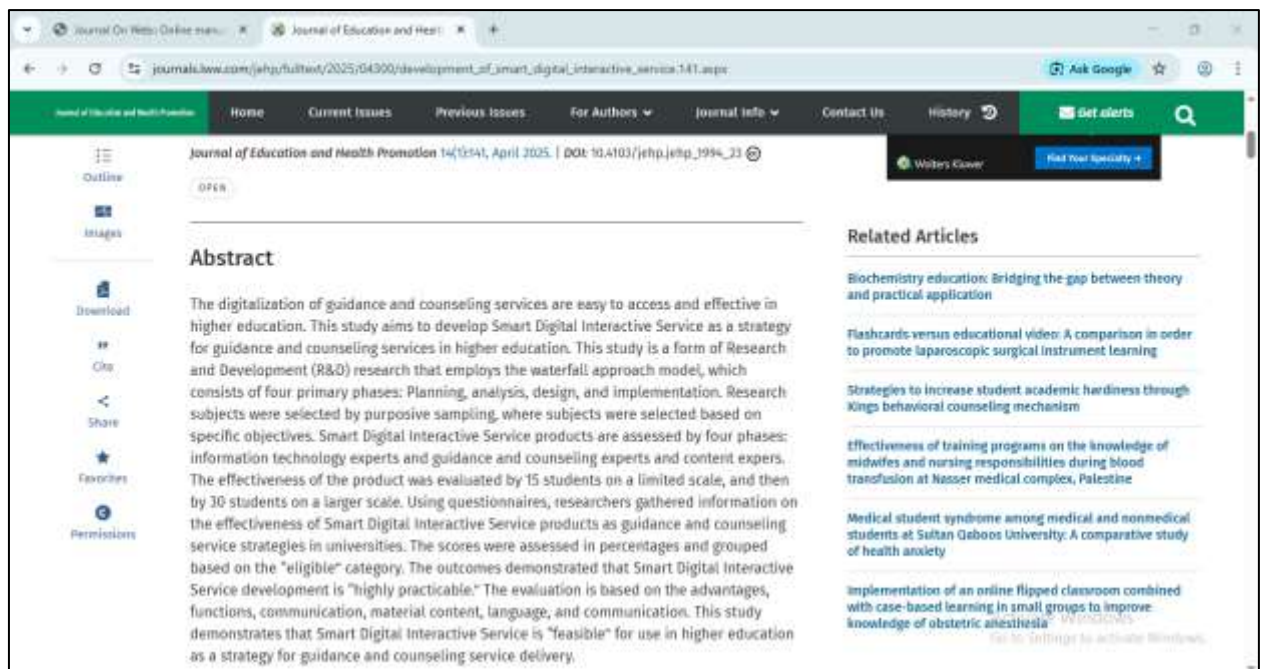 Journal On Web: Online man...
Journal of Education and Healt
journals.lww.com/jehp/fulltext/2025/04300/development_of_smart_digital_interactive_service.141.aspx
Ask Google
Journal of Education and Health Promotion
Home
Current Issues
Previous Issues
For Authors
Journal Info
Contact Us
History
Get alerts
Outline
Images
Download
Cite
Share
Favorites
Permissions
Journal of Education and Health Promotion 14(1):141, April 2025. | DOI: 10.4103/jehp.jehp_1994_23
OPEN
Abstract
The digitalization of guidance and counseling services are easy to access and effective in
higher education. This study aims to develop Smart Digital Interactive Service as a strategy
for guidance and counseling services in higher education. This study is a form of Research
and Development (R&D) research that employs the waterfall approach model, which
consists of four primary phases: Planning, analysis, design, and implementation. Research
subjects were selected by purposive sampling, where subjects were selected based on
specific objectives. Smart Digital Interactive Service products are assessed by four phases:
information technology experts and guidance and counseling experts and content expers.
The effectiveness of the product was evaluated by 15 students on a limited scale, and then
by 30 students on a larger scale. Using questionnaires, researchers gathered information on
the effectiveness of Smart Digital Interactive Service products as guidance and counseling
service strategies in universities. The scores were assessed in percentages and grouped
based on the "eligible" category. The outcomes demonstrated that Smart Digital Interactive
Service development is "highly practicable." The evaluation is based on the advantages,
functions, communication, material content, language, and communication. This study
demonstrates that Smart Digital Interactive Service is "feasible" for use in higher education
as a strategy for guidance and counseling service delivery.
Wolters Kluwer
Find Your Specialty
Related Articles
Biochemistry education: Bridging the gap between theory
and practical application
Flashcards versus educational video: A comparison in order
to promote laparoscopic surgical instrument learning
Strategies to increase student academic hardiness through
Kings behavioral counseling mechanism
Effectiveness of training programs on the knowledge of
midwifes and nursing responsibilities during blood
transfusion at Nasser medical complex, Palestine
Medical student syndrome among medical and nonmedical
students at Sultan Qaboos University: A comparative study
of health anxiety
Implementation of an online flipped classroom combined
with case-based learning in small groups to improve
knowledge of obstetric anesthesia
Windows
Go to Settings to activate Windows.